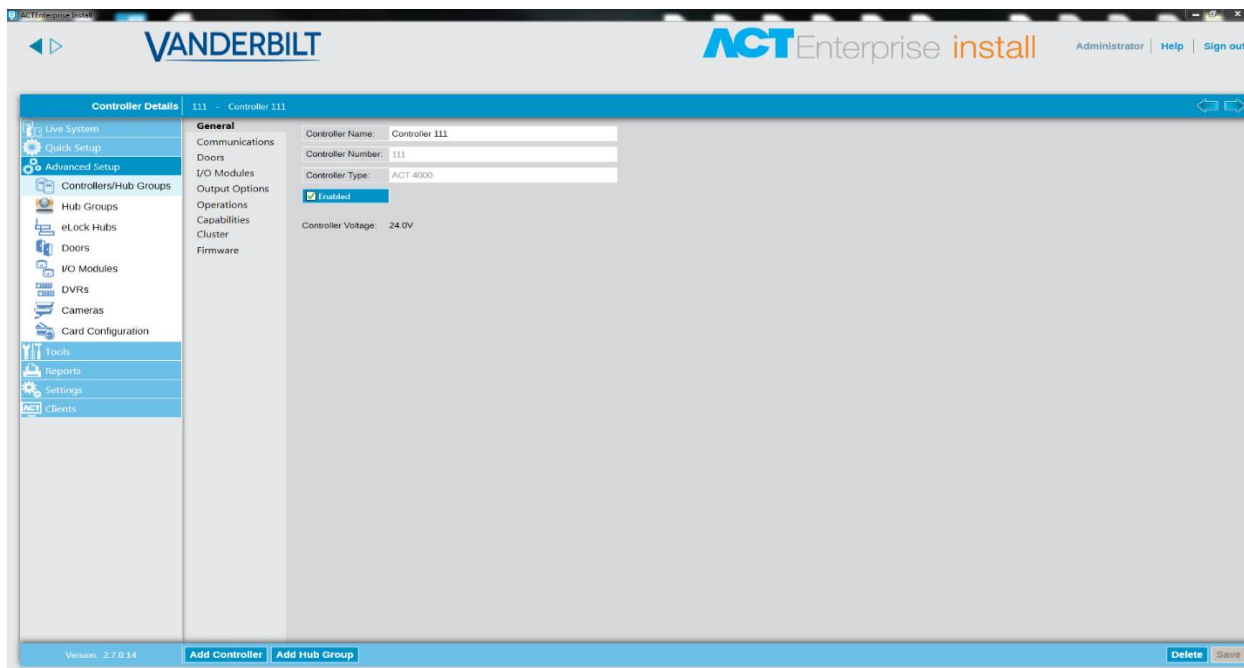 ACTEnterprise Install
VANDERBILT
ACTEnterprise install
Administrator | Help | Sign out
Controller Details
111 - Controller 111
Live System
Quick Setup
Advanced Setup
Controllers/Hub Groups
Hub Groups
eLock Hubs
Doors
I/O Modules
DVRs
Cameras
Card Configuration
Tools
Reports
Settings
ACT Clients
General
Communications
Doors
I/O Modules
Output Options
Operations
Capabilities
Cluster
Firmware
Controller Name: Controller 111
Controller Number: 111
Controller Type: ACT 4000
Enabled
Controller Voltage: 24.0V
Version: 2.7.0.14
Add Controller
Add Hub Group
Delete
Save